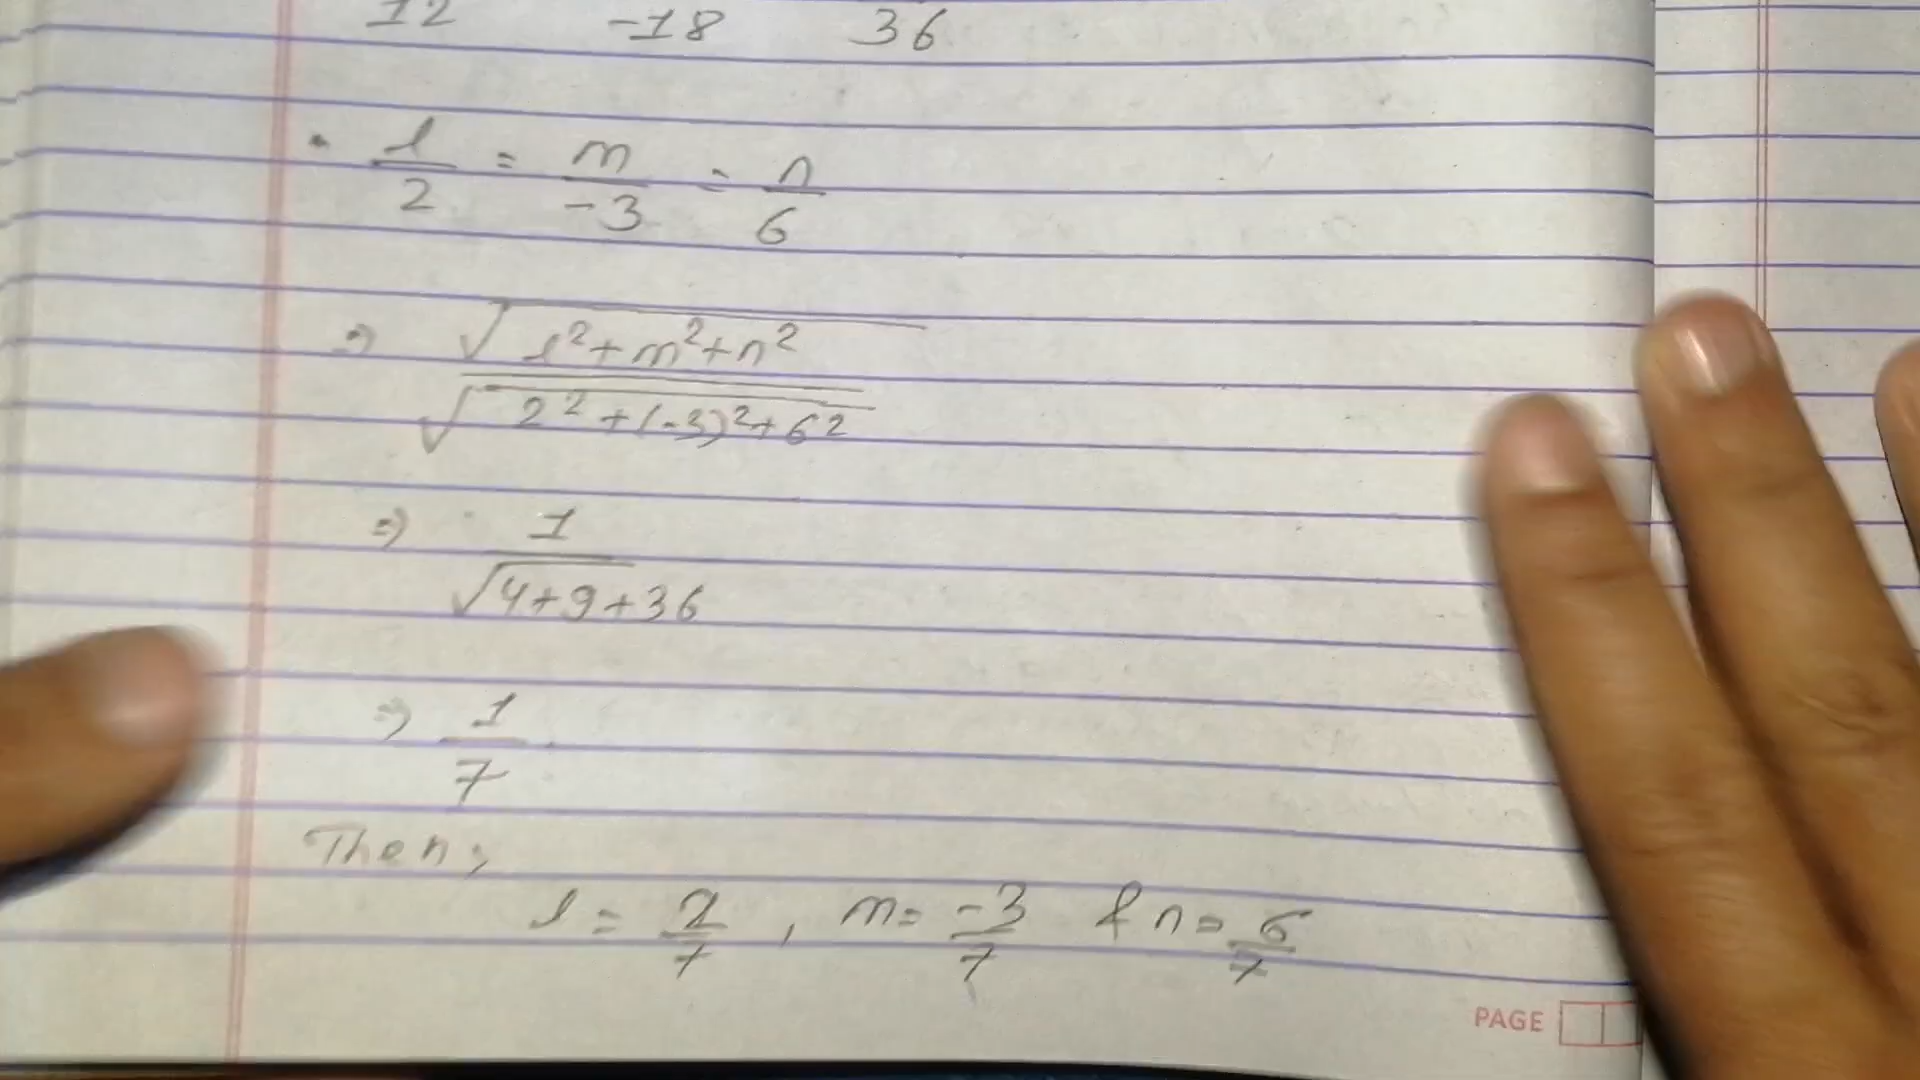 12 -18 36
l/2 = m/-3 = n/6
⇒ √(l²+m²+n²) / √(2²+(-3)²+6²)
⇒ 1/√(4+9+36)
⇒ 1/7
Then,
l = 2/7 , m = -3/7 & n = 6/7
PAGE